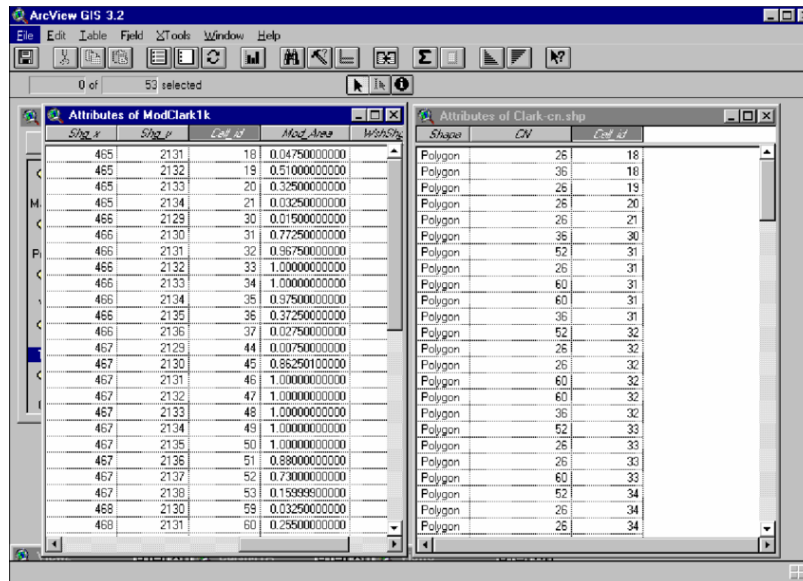 ArcView GIS 3.2
File Edit Table Field XTools Window Help
0 of 53 selected
Attributes of ModClark1k
Shg_x Shg_y Cell_id Mod_Area WshShg
465 2131 18 0.04750000000
465 2132 19 0.51000000000
465 2133 20 0.32500000000
465 2134 21 0.03250000000
466 2129 30 0.01500000000
466 2130 31 0.77250000000
466 2131 32 0.96750000000
466 2132 33 1.00000000000
466 2133 34 1.00000000000
466 2134 35 0.97500000000
466 2135 36 0.37250000000
466 2136 37 0.02750000000
467 2129 44 0.00750000000
467 2130 45 0.86250100000
467 2131 46 1.00000000000
467 2132 47 1.00000000000
467 2133 48 1.00000000000
467 2134 49 1.00000000000
467 2135 50 1.00000000000
467 2136 51 0.88000000000
467 2137 52 0.73000000000
467 2138 53 0.15999900000
468 2130 59 0.03250000000
468 2131 60 0.25500000000
Attributes of Clark-cn.shp
Shape CN Cell_id
Polygon 26 18
Polygon 36 18
Polygon 26 19
Polygon 26 20
Polygon 26 21
Polygon 36 30
Polygon 52 31
Polygon 26 31
Polygon 60 31
Polygon 60 31
Polygon 36 31
Polygon 52 32
Polygon 26 32
Polygon 26 32
Polygon 60 32
Polygon 60 32
Polygon 36 32
Polygon 52 33
Polygon 26 33
Polygon 26 33
Polygon 60 33
Polygon 52 34
Polygon 26 34
Polygon 26 34